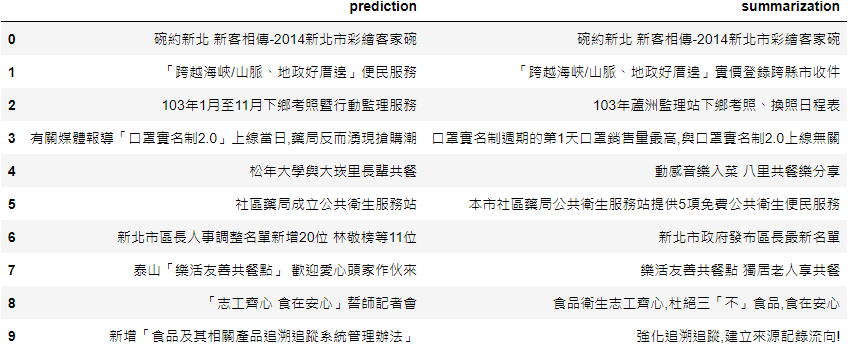 prediction summarization
0 碗約新北 新客相傳-2014新北市彩繪客家碗 碗約新北 新客相傳-2014新北市彩繪客家碗
1 「跨越海峽/山脈、地政好厝邊」便民服務 「跨越海峽/山脈、地政好厝邊」實價登錄跨縣市收件
2 103年1月至11月下鄉考照暨行動監理服務 103年蘆洲監理站下鄉考照、換照日程表
3 有關媒體報導「口罩實名制2.0」上線當日,藥局反而湧現搶購潮 口罩實名制週期的第1天口罩銷售量最高,與口罩實名制2.0上線無關
4 松年大學與大崁里長輩共餐 動感音樂入菜 八里共餐樂分享
5 社區藥局成立公共衛生服務站 本市社區藥局公共衛生服務站提供5項免費公共衛生便民服務
6 新北市區長人事調整名單新增20位 林敬榜等11位 新北市政府發布區長最新名單
7 泰山「樂活友善共餐點」 歡迎愛心頭家作伙來 樂活友善共餐點 獨居老人享共餐
8 「志工齊心 食在安心」誓師記者會 食品衛生志工齊心,杜絕三「不」食品,食在安心
9 新增「食品及其相關產品追溯追蹤系統管理辦法」 強化追溯追蹤,建立來源記錄流向!